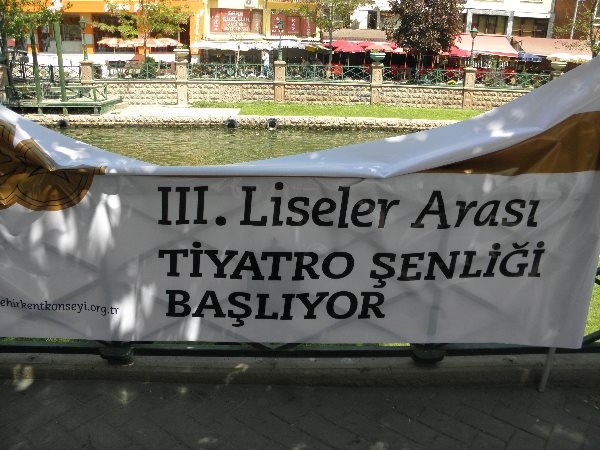 III. Liseler Arası
TİYATRO ŞENLİĞİ
BAŞLIYOR
ehirkentkonseyi.org.tr